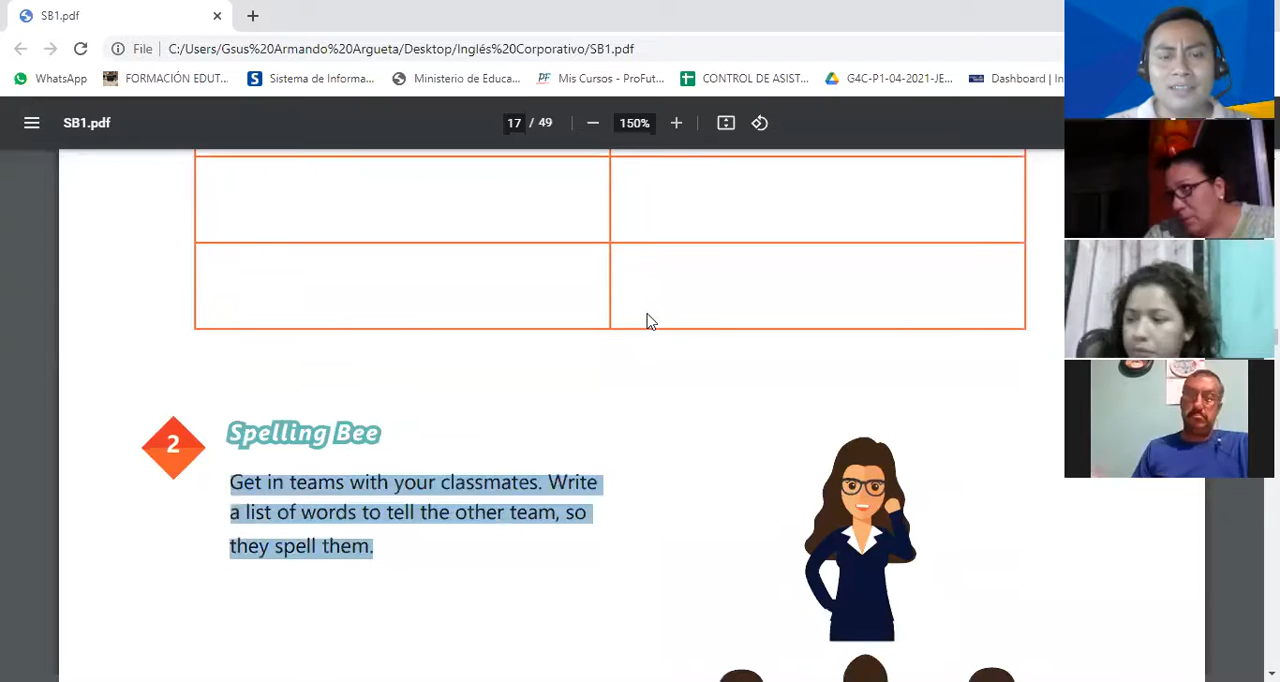 SB1.pdf
File
C:/Users/Gsus%20Armando%20Argueta/Desktop/Inglés%20Corporativo/SB1.pdf
WhatsApp
FORMACIÓN EDUT...
Sistema de Informa...
Ministerio de Educa...
Mis Cursos - ProFut...
CONTROL DE ASIST...
G4C-P1-04-2021-JE...
Dashboard | In
SB1.pdf
17 / 49
150%
2
Spelling Bee
Get in teams with your classmates. Write
a list of words to tell the other team, so
they spell them.